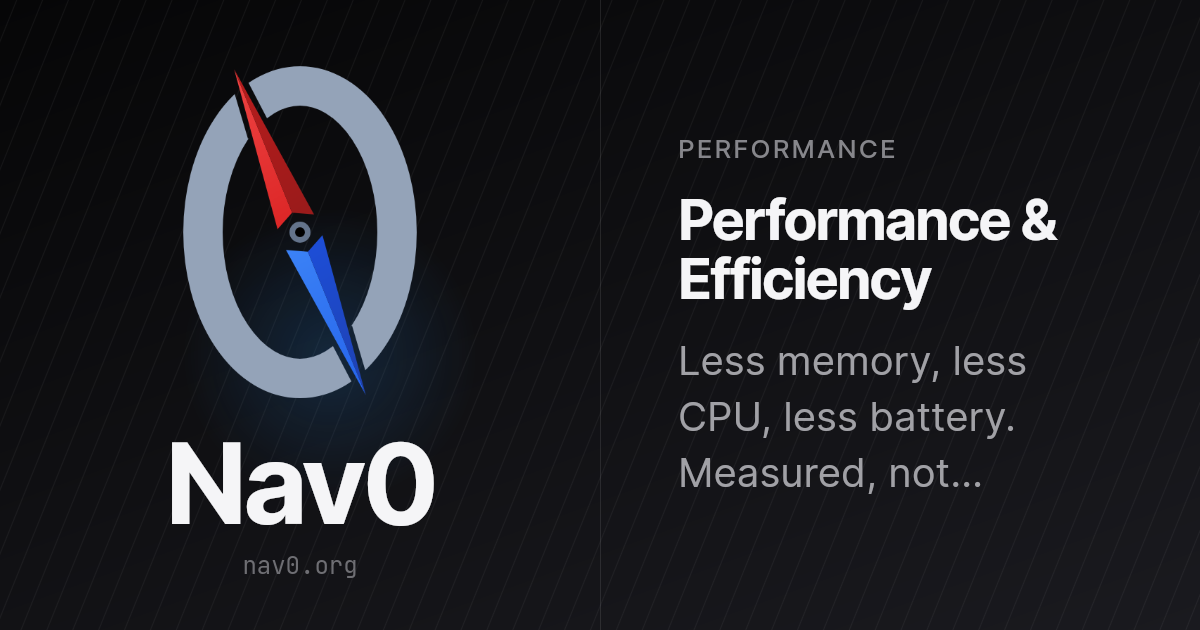 Nav0
nav0.org
PERFORMANCE
Performance &
Efficiency
Less memory, less
CPU, less battery.
Measured, not...